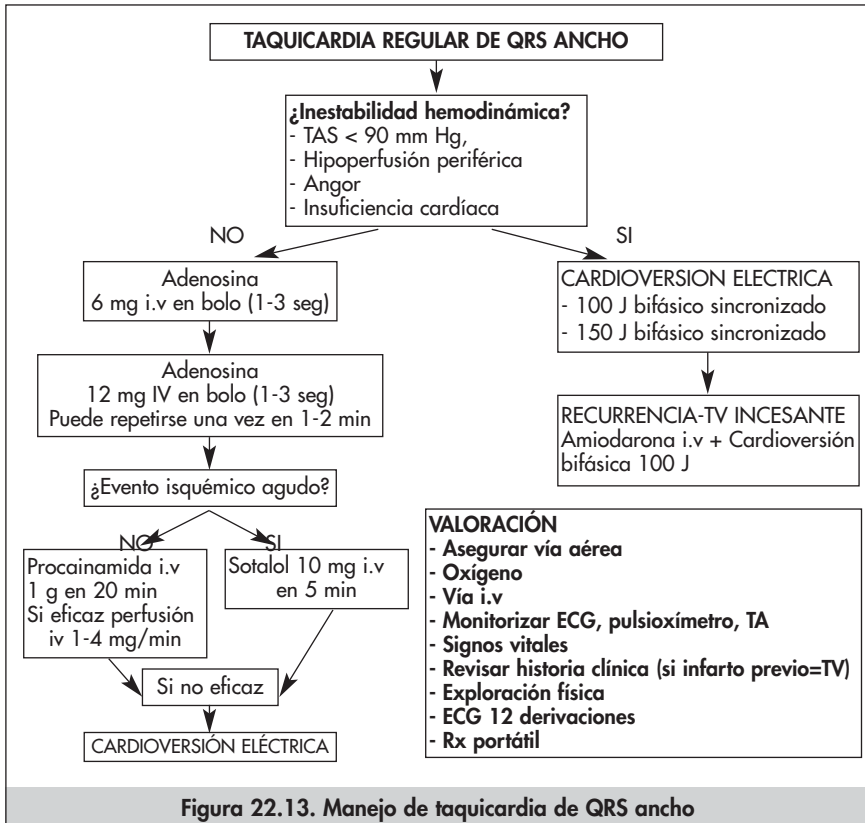 TAQUICARDIA REGULAR DE QRS ANCHO
¿Inestabilidad hemodinámica?
- TAS < 90 mm Hg,
- Hipoperfusión periférica
- Angor
- Insuficiencia cardíaca
NO
SI
Adenosina
6 mg i.v en bolo (1-3 seg)
CARDIOVERSION ELECTRICA
- 100 J bifásico sincronizado
- 150 J bifásico sincronizado
Adenosina
12 mg IV en bolo (1-3 seg)
Puede repetirse una vez en 1-2 min
RECURRENCIA-TV INCESANTE
Amiodarona i.v + Cardioversión
bifásica 100 J
¿Evento isquémico agudo?
NO
SI
Procainamida i.v
1 g en 20 min
Si eficaz perfusión
iv 1-4 mg/min
Sotalol 10 mg i.v
en 5 min
Si no eficaz
CARDIOVERSIÓN ELÉCTRICA
VALORACIÓN
- Asegurar vía aérea
- Oxígeno
- Vía i.v
- Monitorizar ECG, pulsioxímetro, TA
- Signos vitales
- Revisar historia clínica (si infarto previo=TV)
- Exploración física
- ECG 12 derivaciones
- Rx portátil
Figura 22.13. Manejo de taquicardia de QRS ancho